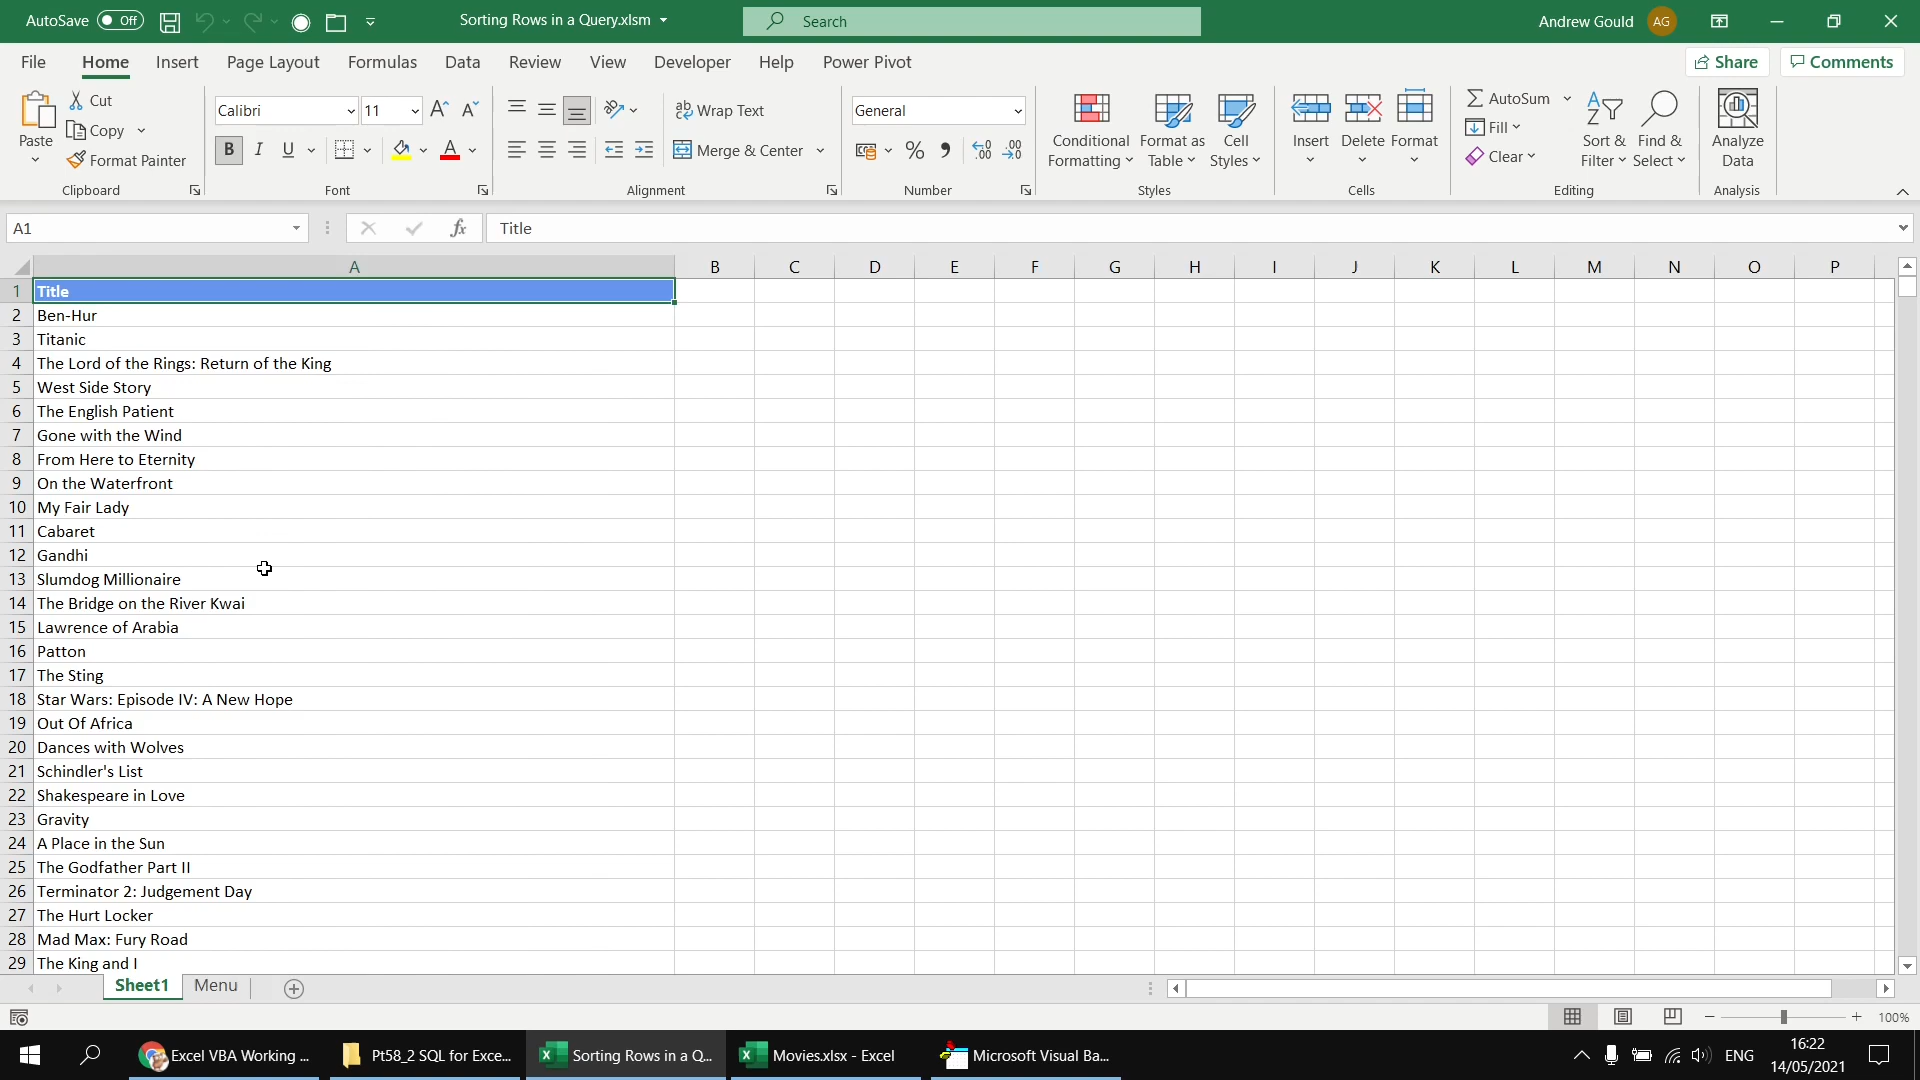 AutoSave Off Sorting Rows in a Query.xlsm Search Andrew Gould AG
File Home Insert Page Layout Formulas Data Review View Developer Help Power Pivot Share Comments
Paste Cut Copy Format Painter Clipboard
Calibri 11 B I U A Font
Wrap Text Merge & Center Alignment
General % Number
Conditional Formatting Format as Table Cell Styles Styles
Insert Delete Format Cells
AutoSum Fill Clear Sort & Filter Find & Select Editing
Analyze Data Analysis
A1 fx Title
A B C D E F G H I J K L M N O P
1 Title
2 Ben-Hur
3 Titanic
4 The Lord of the Rings: Return of the King
5 West Side Story
6 The English Patient
7 Gone with the Wind
8 From Here to Eternity
9 On the Waterfront
10 My Fair Lady
11 Cabaret
12 Gandhi
13 Slumdog Millionaire
14 The Bridge on the River Kwai
15 Lawrence of Arabia
16 Patton
17 The Sting
18 Star Wars: Episode IV: A New Hope
19 Out Of Africa
20 Dances with Wolves
21 Schindler's List
22 Shakespeare in Love
23 Gravity
24 A Place in the Sun
25 The Godfather Part II
26 Terminator 2: Judgement Day
27 The Hurt Locker
28 Mad Max: Fury Road
29 The King and I
Sheet1 Menu
100%
Excel VBA Working ... Pt58_2 SQL for Exce... Sorting Rows in a Q... Movies.xlsx - Excel Microsoft Visual Ba... ENG 16:22
14/05/2021